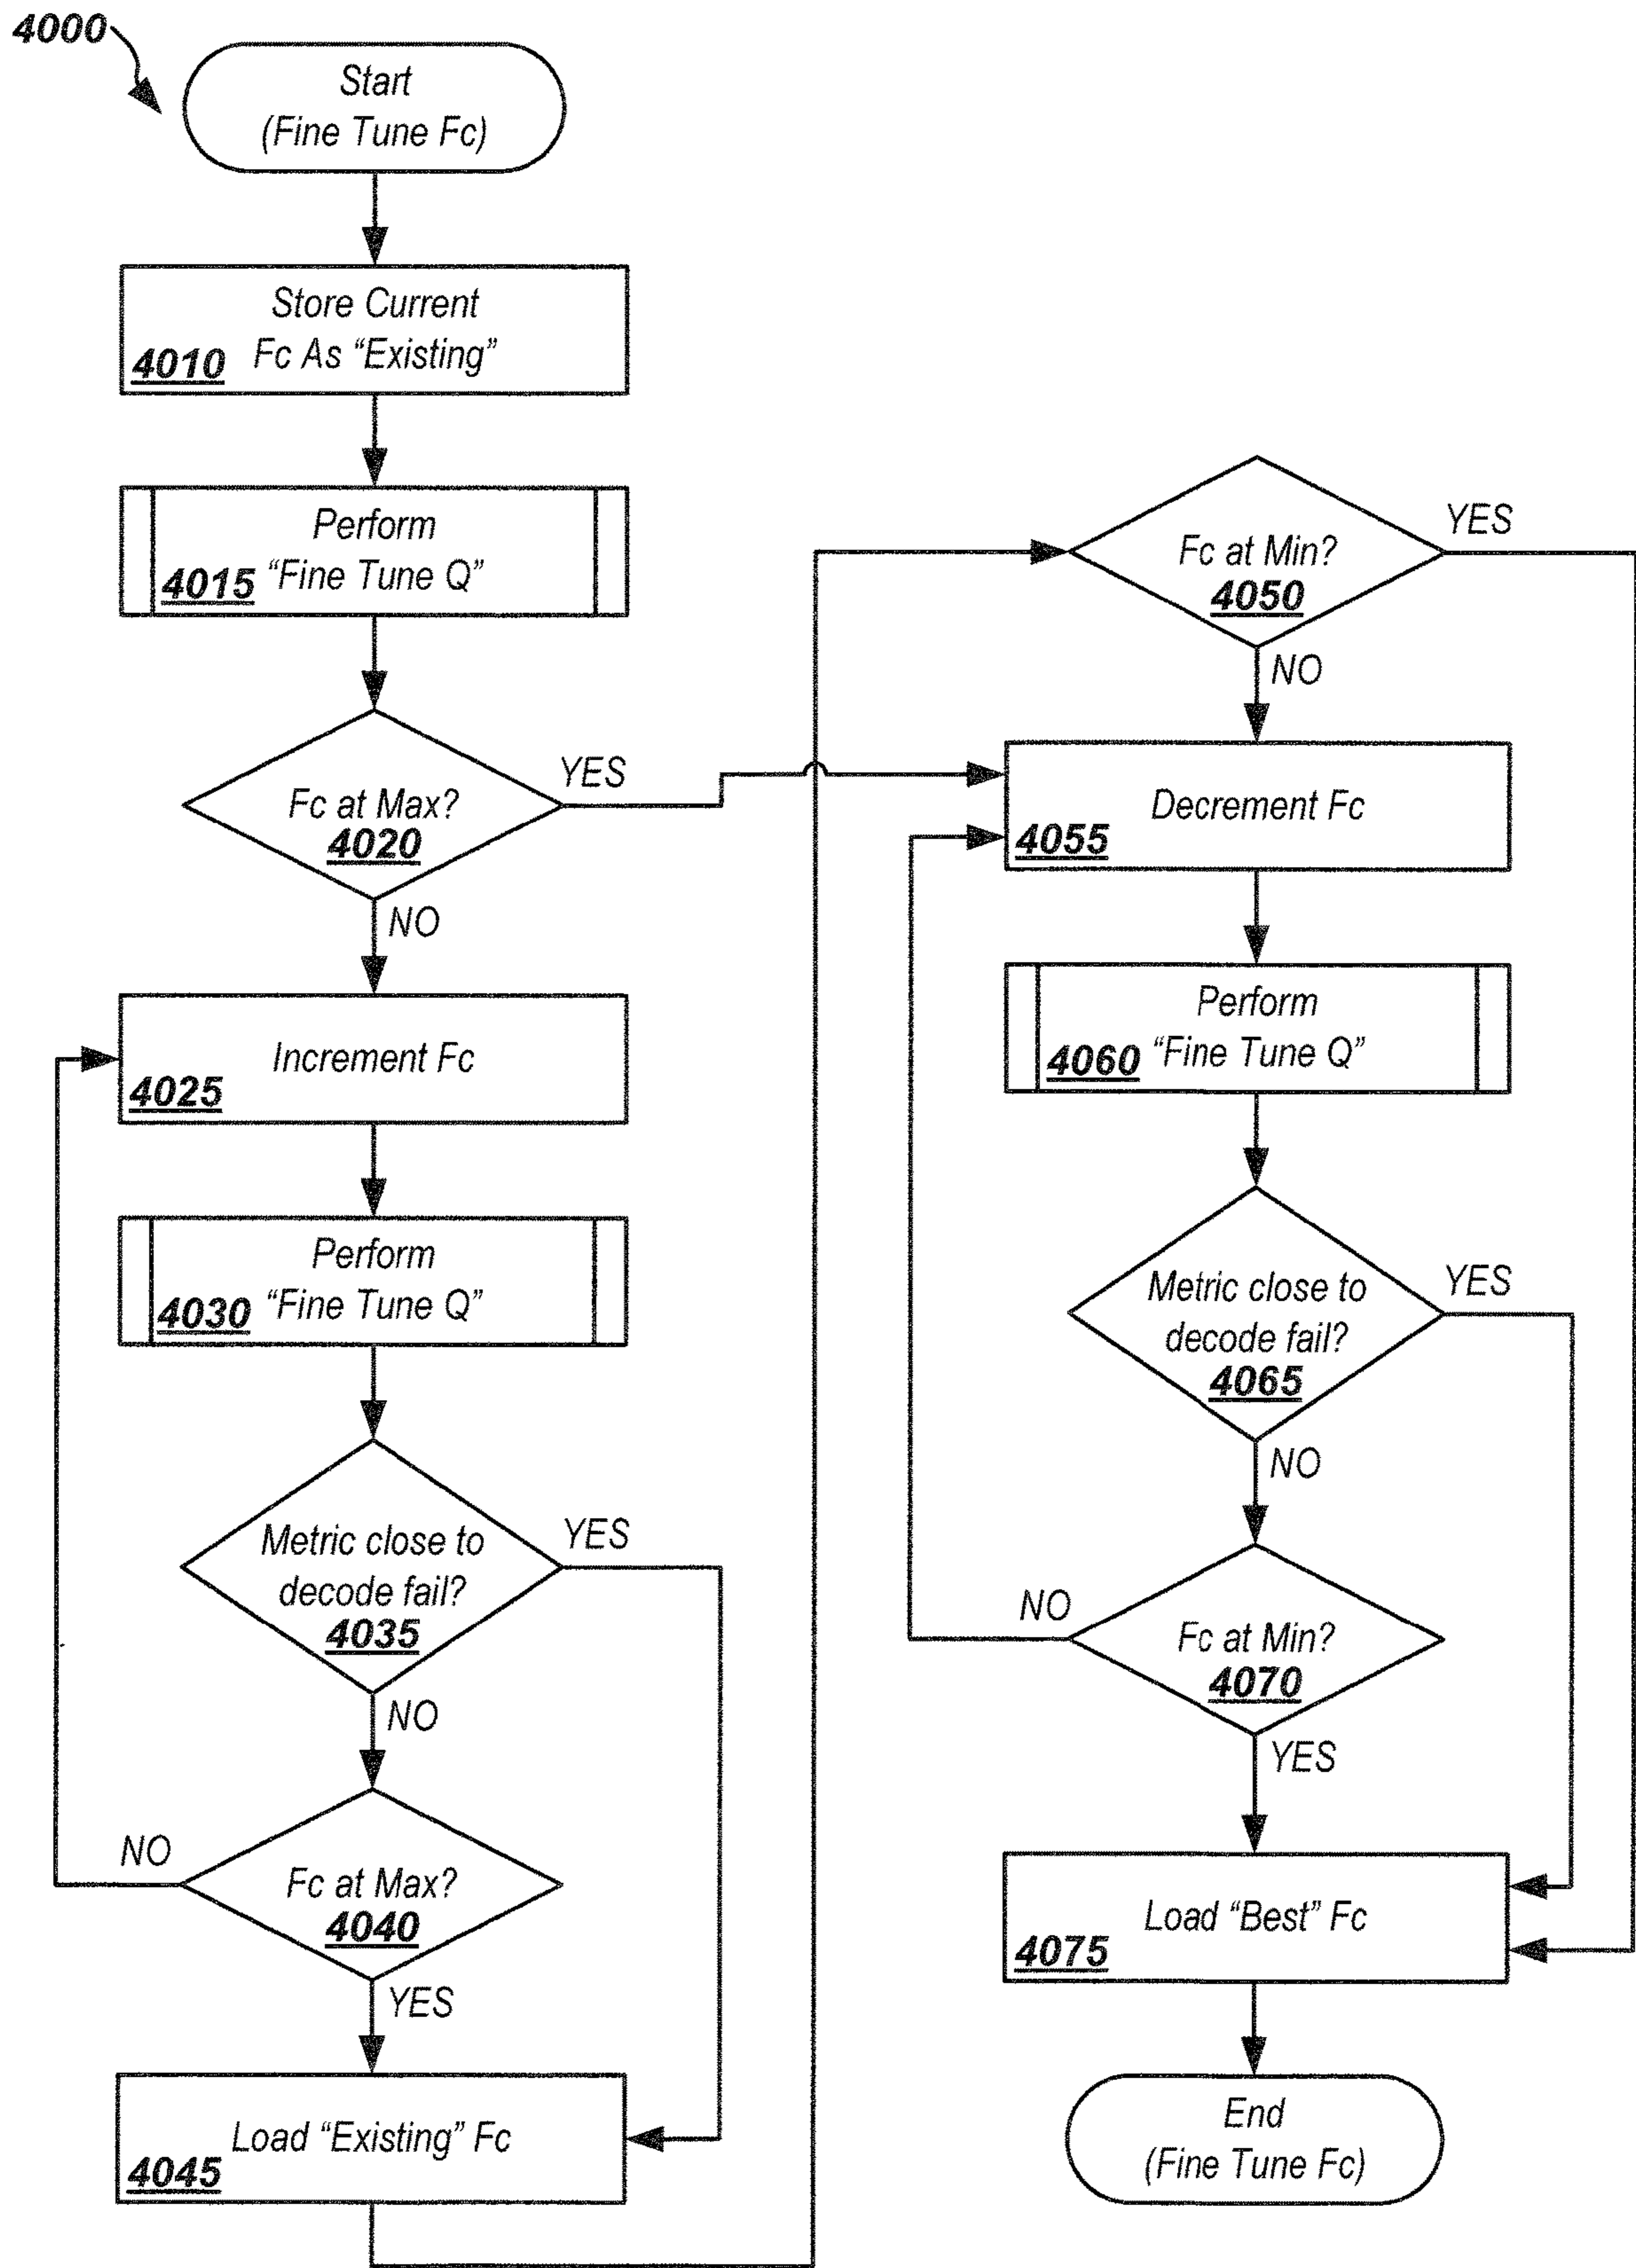 4000
Start
(Fine Tune Fc)
Store Current
Fc As “Existing”
4010
Perform
“Fine Tune Q”
4015
Fc at Max?
4020
YES
NO
Increment Fc
4025
Perform
“Fine Tune Q”
4030
Metric close to
decode fail?
4035
YES
NO
Fc at Max?
4040
NO
YES
Load “Existing” Fc
4045
Fc at Min?
4050
YES
NO
Decrement Fc
4055
Perform
“Fine Tune Q”
4060
Metric close to
decode fail?
4065
YES
NO
Fc at Min?
4070
NO
YES
Load “Best” Fc
4075
End
(Fine Tune Fc)